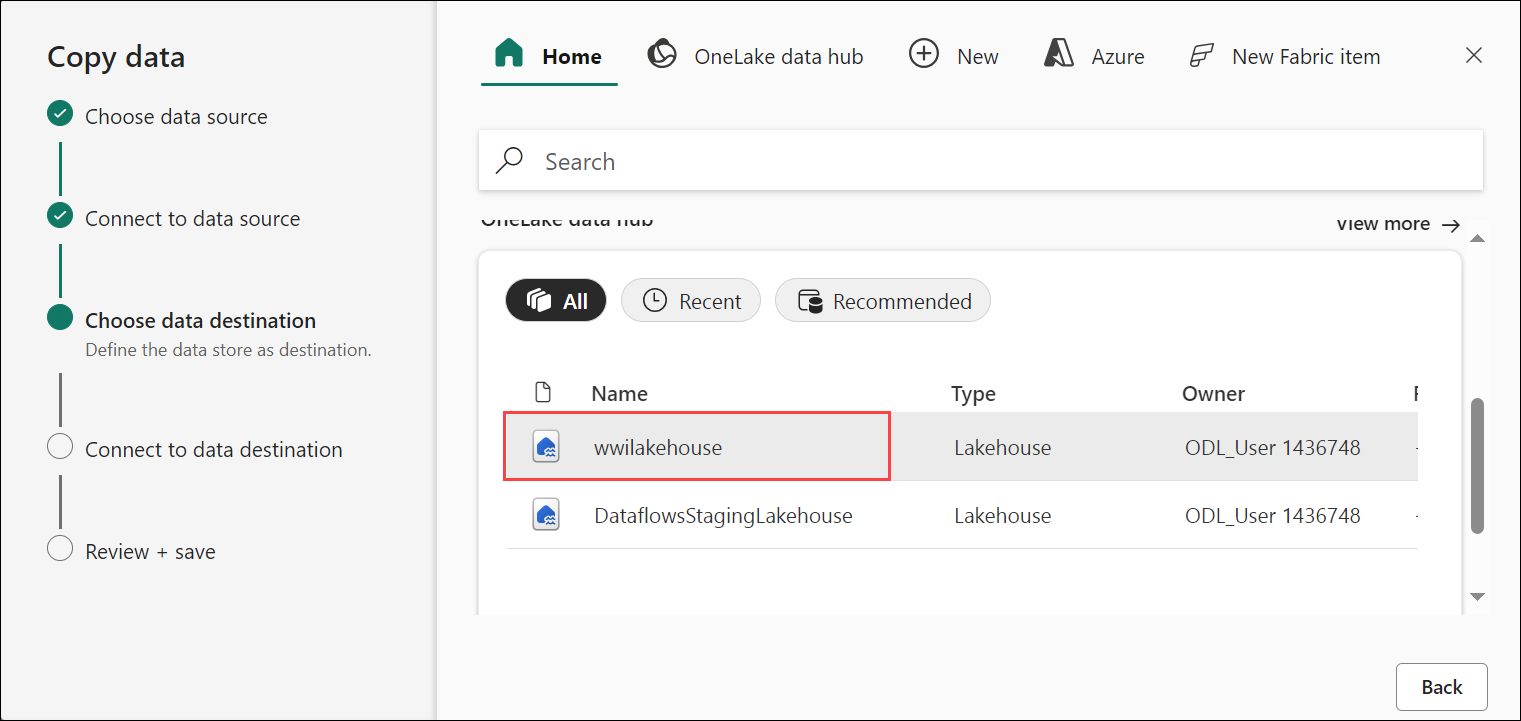 Copy data
Choose data source
Connect to data source
Choose data destination
Define the data store as destination.
Connect to data destination
Review + save
Home OneLake data hub New Azure New Fabric item
Search
OneLake data hub View more →
All Recent Recommended
Name Type Owner
wwilakehouse Lakehouse ODL_User 1436748
DataflowsStagingLakehouse Lakehouse ODL_User 1436748
Back